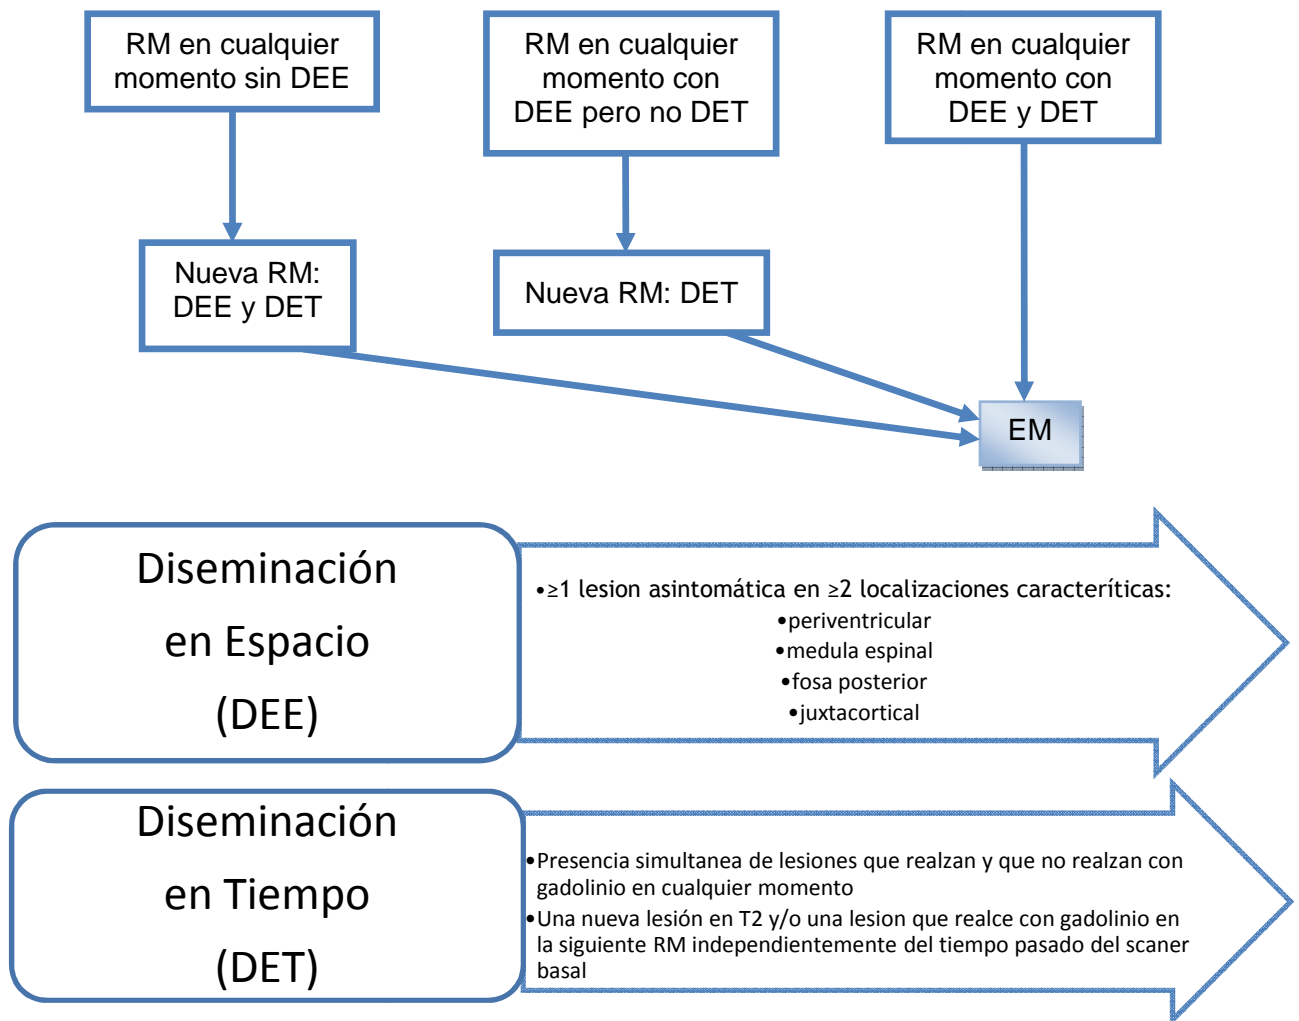 RM en cualquier
momento sin DEE
RM en cualquier
momento con
DEE pero no DET
RM en cualquier
momento con
DEE y DET
Nueva RM:
DEE y DET
Nueva RM: DET
EM
Diseminación
en Espacio
(DEE)
•≥1 lesion asintomática en ≥2 localizaciones caracteríticas:
•periventricular
•medula espinal
•fosa posterior
•juxtacortical
Diseminación
en Tiempo
(DET)
•Presencia simultanea de lesiones que realzan y que no realzan con
gadolinio en cualquier momento
•Una nueva lesión en T2 y/o una lesion que realce con gadolinio en
la siguiente RM independientemente del tiempo pasado del scaner
basal